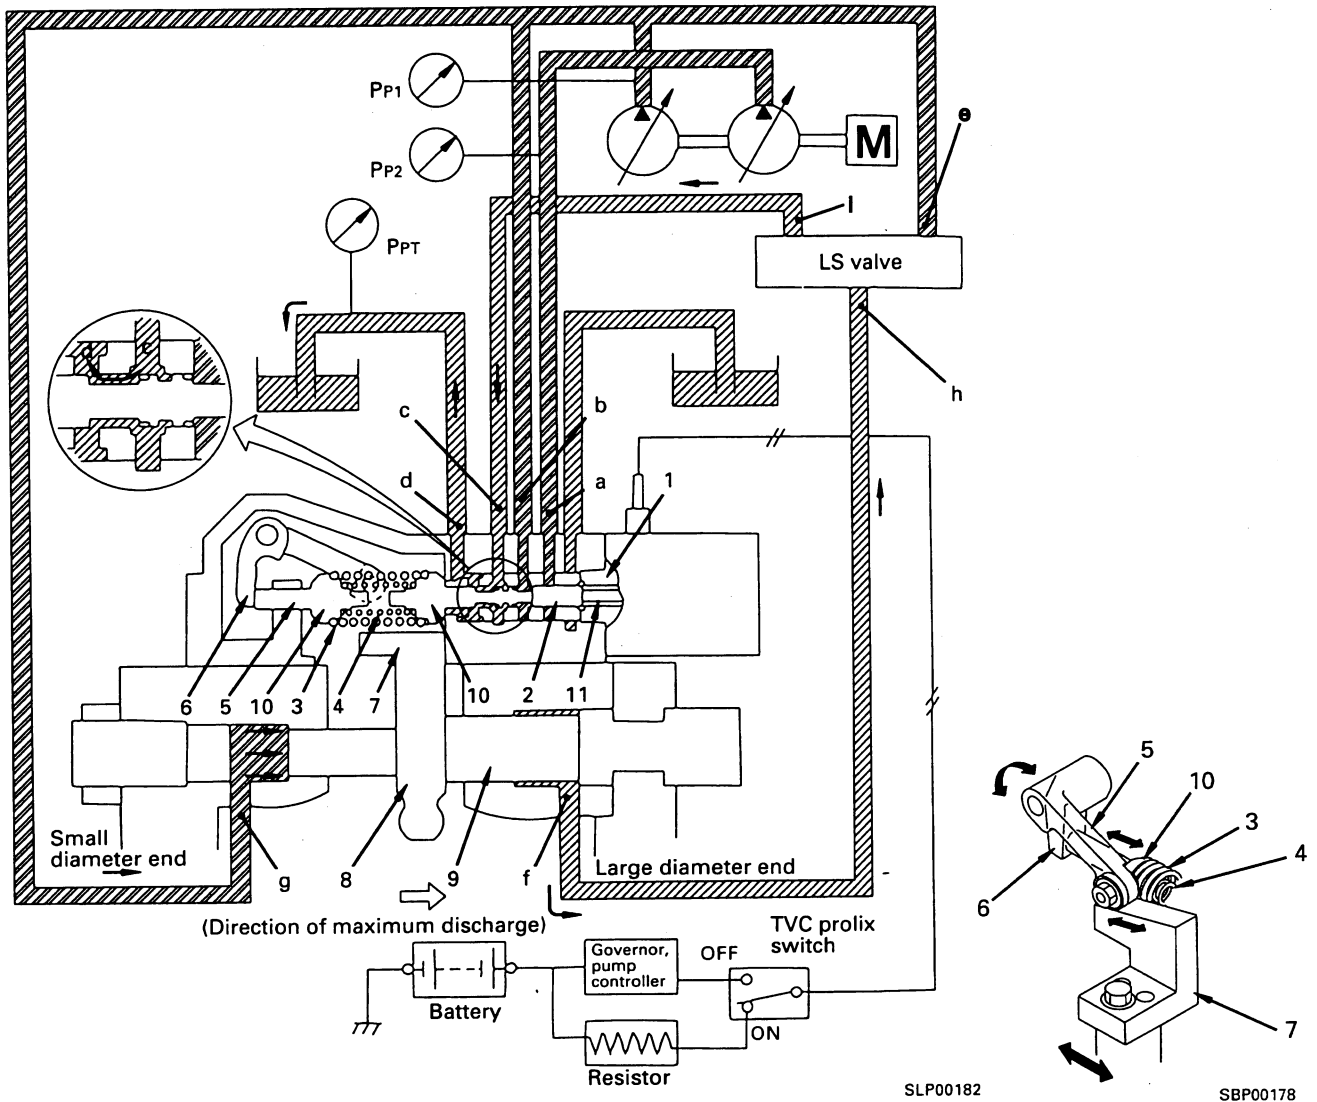 PP1
PP2
PPT
M
e
l
LS valve
h
c
b
d
a
1
6
5
10
3
4
7
10
2
11
Small
diameter end
g
8
9
f
Large diameter end
(Direction of maximum discharge)
TVC prolix
switch
Governor,
pump
controller
OFF
Battery
ON
Resistor
5
10
3
4
6
7
SLP00182
SBP00178
c